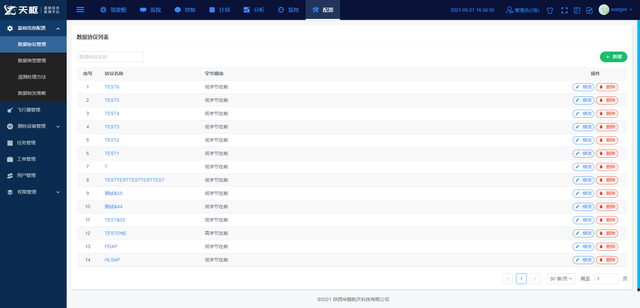 天枢
驾驶舱 监视 控制 计划 分析 监控 配置
2021-09-27 16:56:06
管理员(2级)
wangsx
基础信息配置
数据协议管理
数据类型管理
遥测处理方法
数据转发策略
飞行器管理
测控设备管理
任务管理
工单管理
用户管理
权限管理
数据协议列表
数据协议名称
+ 新建
序号 协议名称 字节顺序 操作
1 TEST6 低字节在前 修改 删除
2 TEST5 低字节在前 修改 删除
3 TEST4 低字节在前 修改 删除
4 TEST3 低字节在前 修改 删除
5 TEST2 低字节在前 修改 删除
6 TEST1 低字节在前 修改 删除
7 T 低字节在前 修改 删除
8 TESTTESTTESTTESTTEST 低字节在前 修改 删除
9 测试&55 低字节在前 修改 删除
10 测试&44 低字节在前 修改 删除
11 TEST&33 低字节在前 修改 删除
12 TESTONE 高字节在前 修改 删除
13 PDXP 低字节在前 修改 删除
14 HLSAP 低字节在前 修改 删除
1 30 条/页 跳至 1 页
©2021 陕西华昌航天科技有限公司